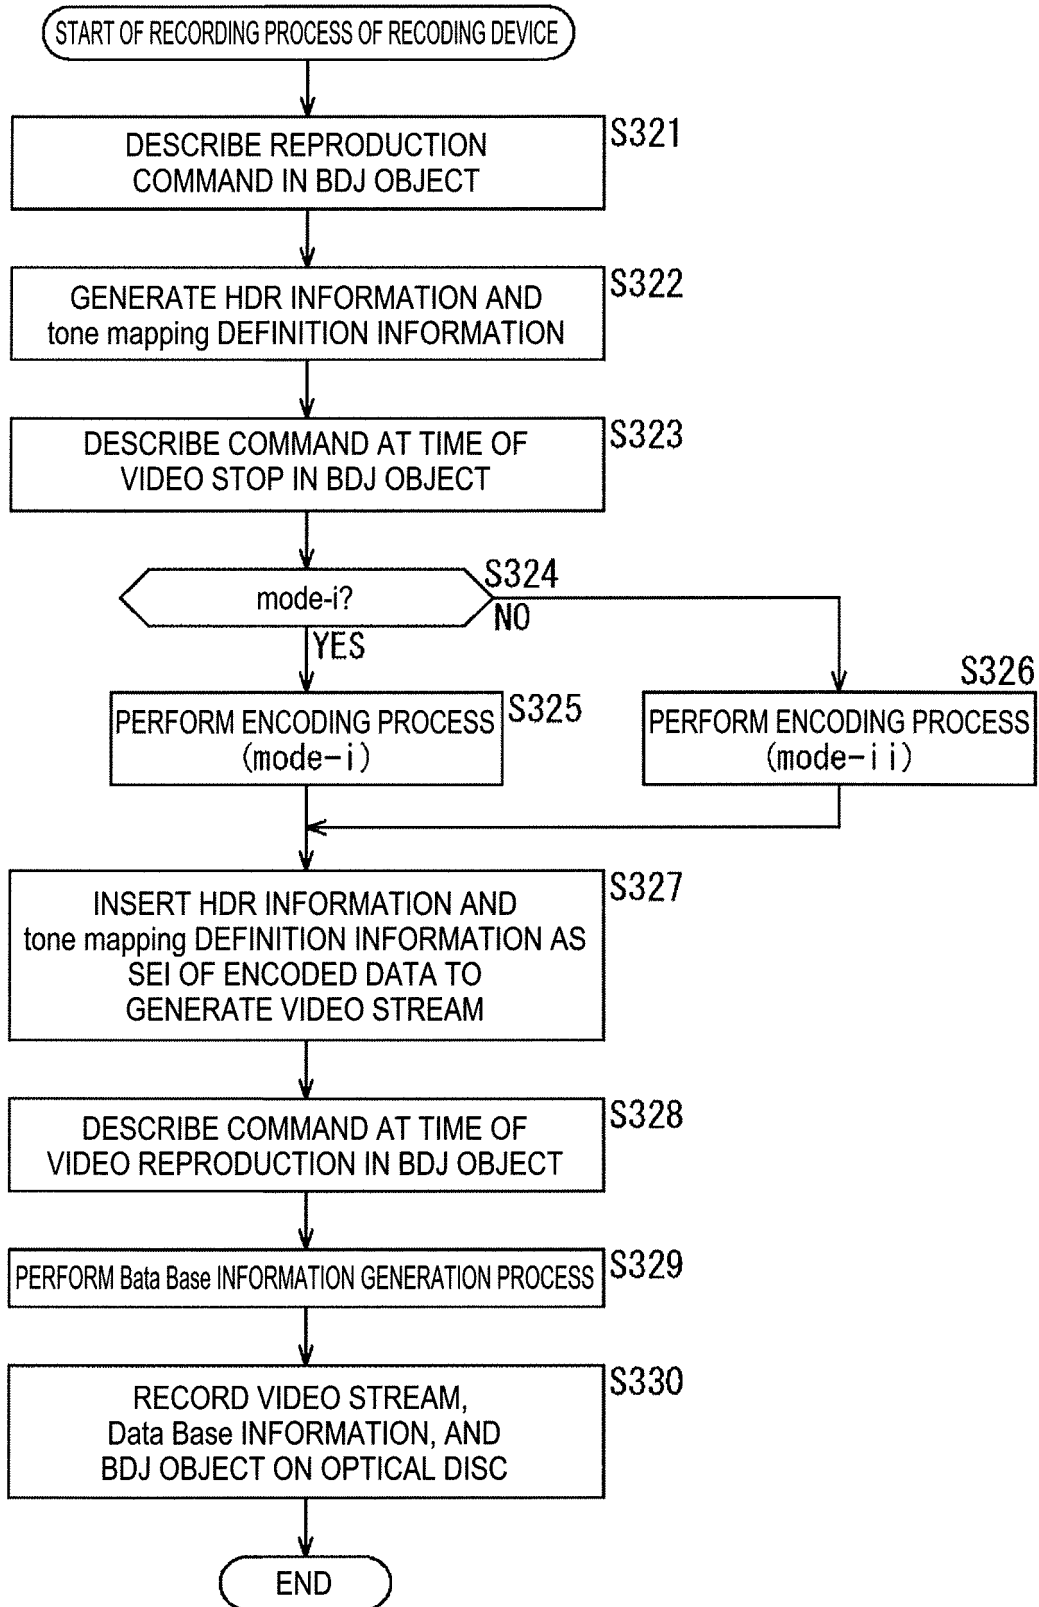 START OF RECORDING PROCESS OF RECODING DEVICE
S321
DESCRIBE REPRODUCTION
COMMAND IN BDJ OBJECT
S322
GENERATE HDR INFORMATION AND
tone mapping DEFINITION INFORMATION
S323
DESCRIBE COMMAND AT TIME OF
VIDEO STOP IN BDJ OBJECT
S324
mode-i?
NO
YES
S325
PERFORM ENCODING PROCESS
(mode-i)
S326
PERFORM ENCODING PROCESS
(mode-ii)
S327
INSERT HDR INFORMATION AND
tone mapping DEFINITION INFORMATION AS
SEI OF ENCODED DATA TO
GENERATE VIDEO STREAM
S328
DESCRIBE COMMAND AT TIME OF
VIDEO REPRODUCTION IN BDJ OBJECT
S329
PERFORM Bata Base INFORMATION GENERATION PROCESS
S330
RECORD VIDEO STREAM,
Data Base INFORMATION, AND
BDJ OBJECT ON OPTICAL DISC
END